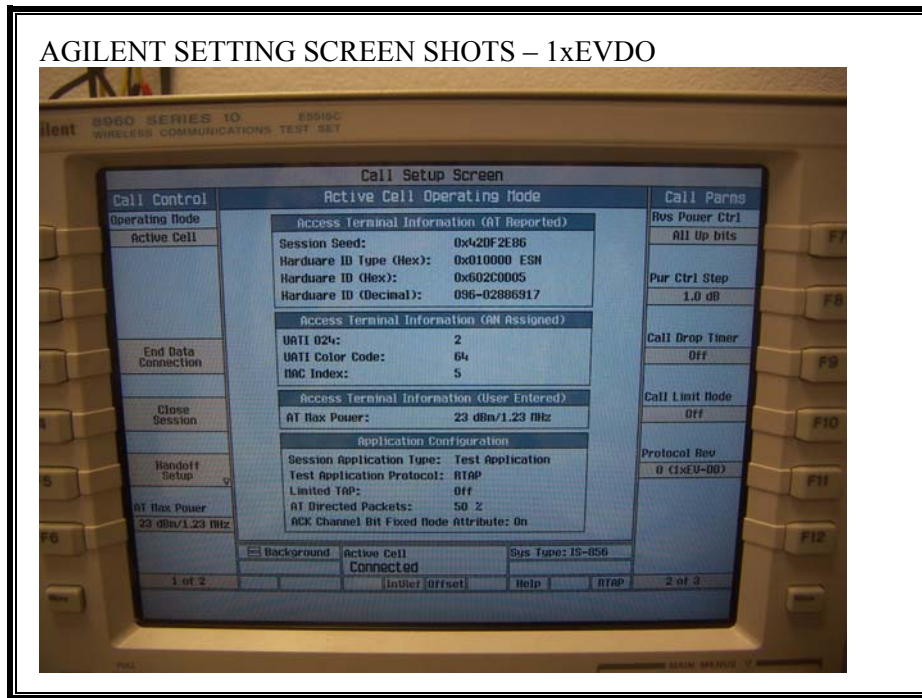 AGILENT SETTING SCREEN SHOTS – 1xEVDO
8960 SERIES 10 E5515C
WIRELESS COMMUNICATIONS TEST SET
Call Setup Screen
Call Control
Active Cell Operating Mode
Call Parms
Operating Mode
Active Cell
End Data
Connection
Close
Session
Handoff
Setup
AT Max Power
23 dBm/1.23 MHz
1 of 2
Access Terminal Information (AT Reported)
Session Seed: 0x420F2E86
Hardware ID Type (Hex): 0x010000 ESN
Hardware ID (Hex): 0x602C0D05
Hardware ID (Decimal): 096-02886917
Access Terminal Information (AN Assigned)
UATI 024: 2
UATI Color Code: 64
MAC Index: 5
Access Terminal Information (User Entered)
AT Max Power: 23 dBm/1.23 MHz
Application Configuration
Session Application Type: Test Application
Test Application Protocol: RTAP
Limited TAP: Off
AT Directed Packets: 50 %
ACK Channel Bit Fixed Mode Attribute: On
Background
Active Cell
Sys Type: IS-856
Connected
IntRef Offset
Help
RTAP
Rvs Power Ctrl
All Up bits
Pwr Ctrl Step
1.0 dB
Call Drop Timer
Off
Call Limit Mode
Off
Protocol Rev
0 (1xEV-DO)
2 of 3
F6
F7
F8
F9
F10
F11
F12